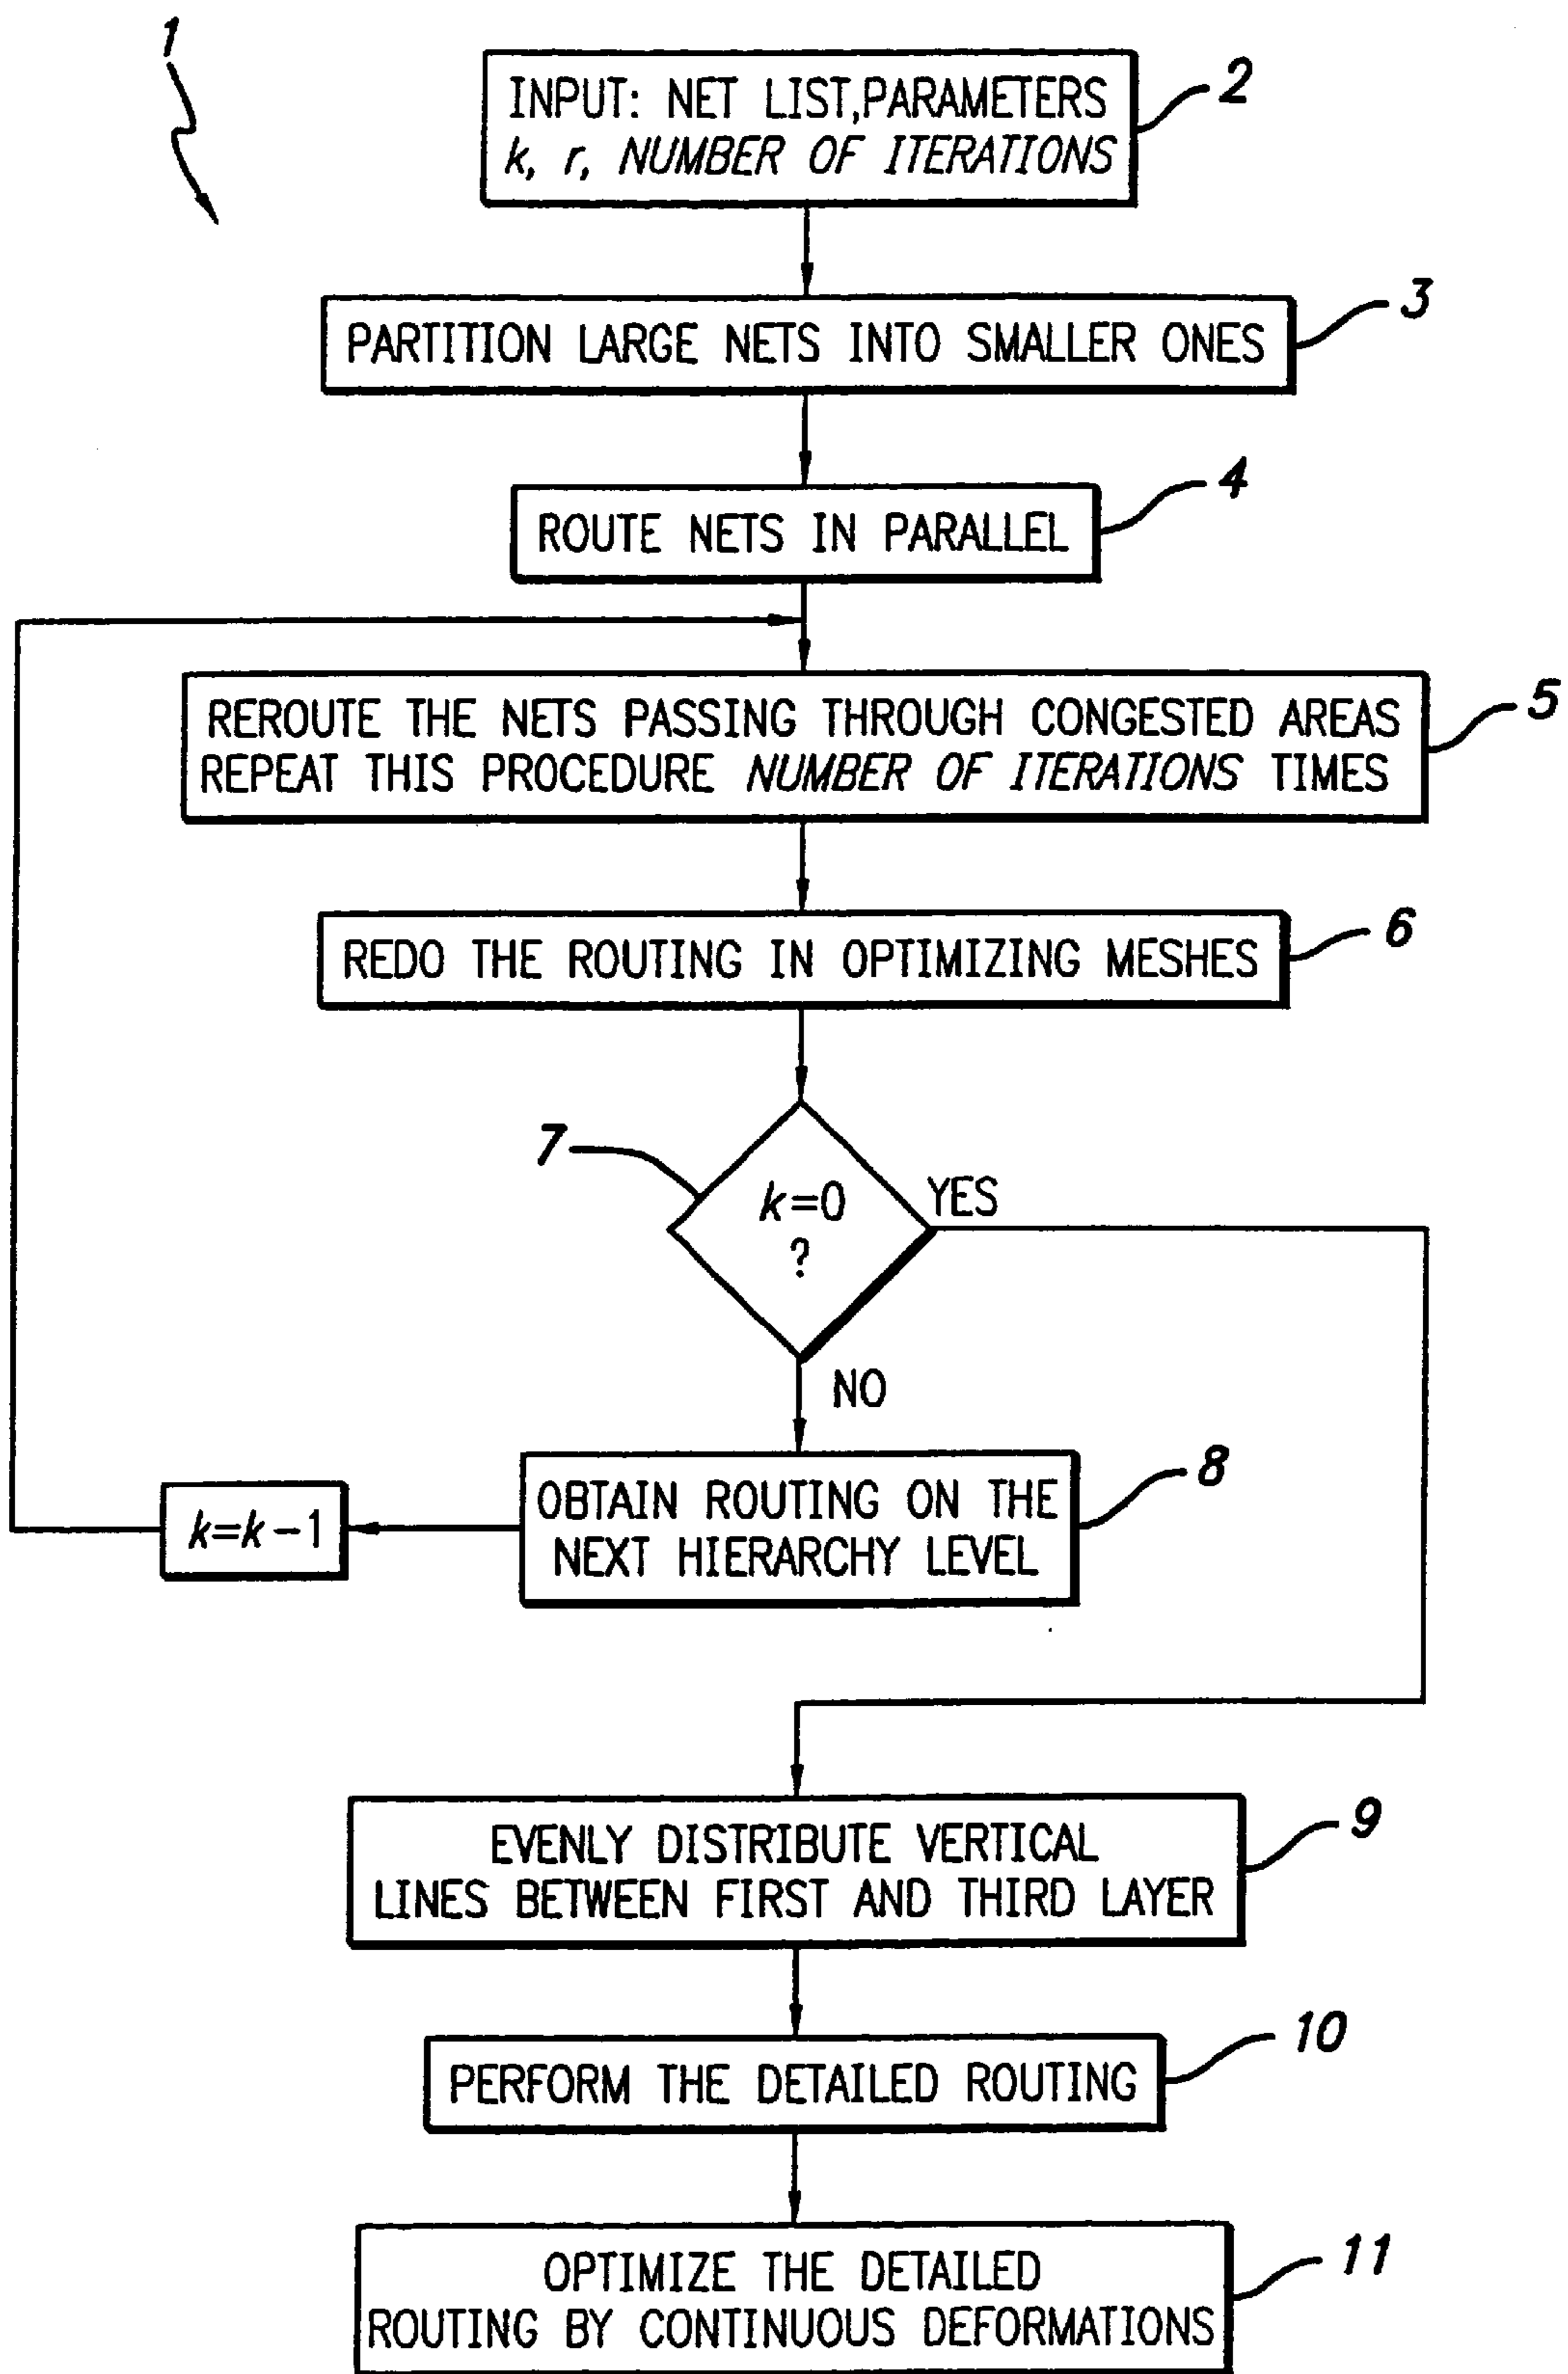 1
INPUT: NET LIST,PARAMETERS
k, r, NUMBER OF ITERATIONS
2
PARTITION LARGE NETS INTO SMALLER ONES
3
ROUTE NETS IN PARALLEL
4
REROUTE THE NETS PASSING THROUGH CONGESTED AREAS
REPEAT THIS PROCEDURE NUMBER OF ITERATIONS TIMES
5
REDO THE ROUTING IN OPTIMIZING MESHES
6
7
k=0
?
YES
NO
OBTAIN ROUTING ON THE
NEXT HIERARCHY LEVEL
8
k=k-1
EVENLY DISTRIBUTE VERTICAL
LINES BETWEEN FIRST AND THIRD LAYER
9
PERFORM THE DETAILED ROUTING
10
OPTIMIZE THE DETAILED
ROUTING BY CONTINUOUS DEFORMATIONS
11